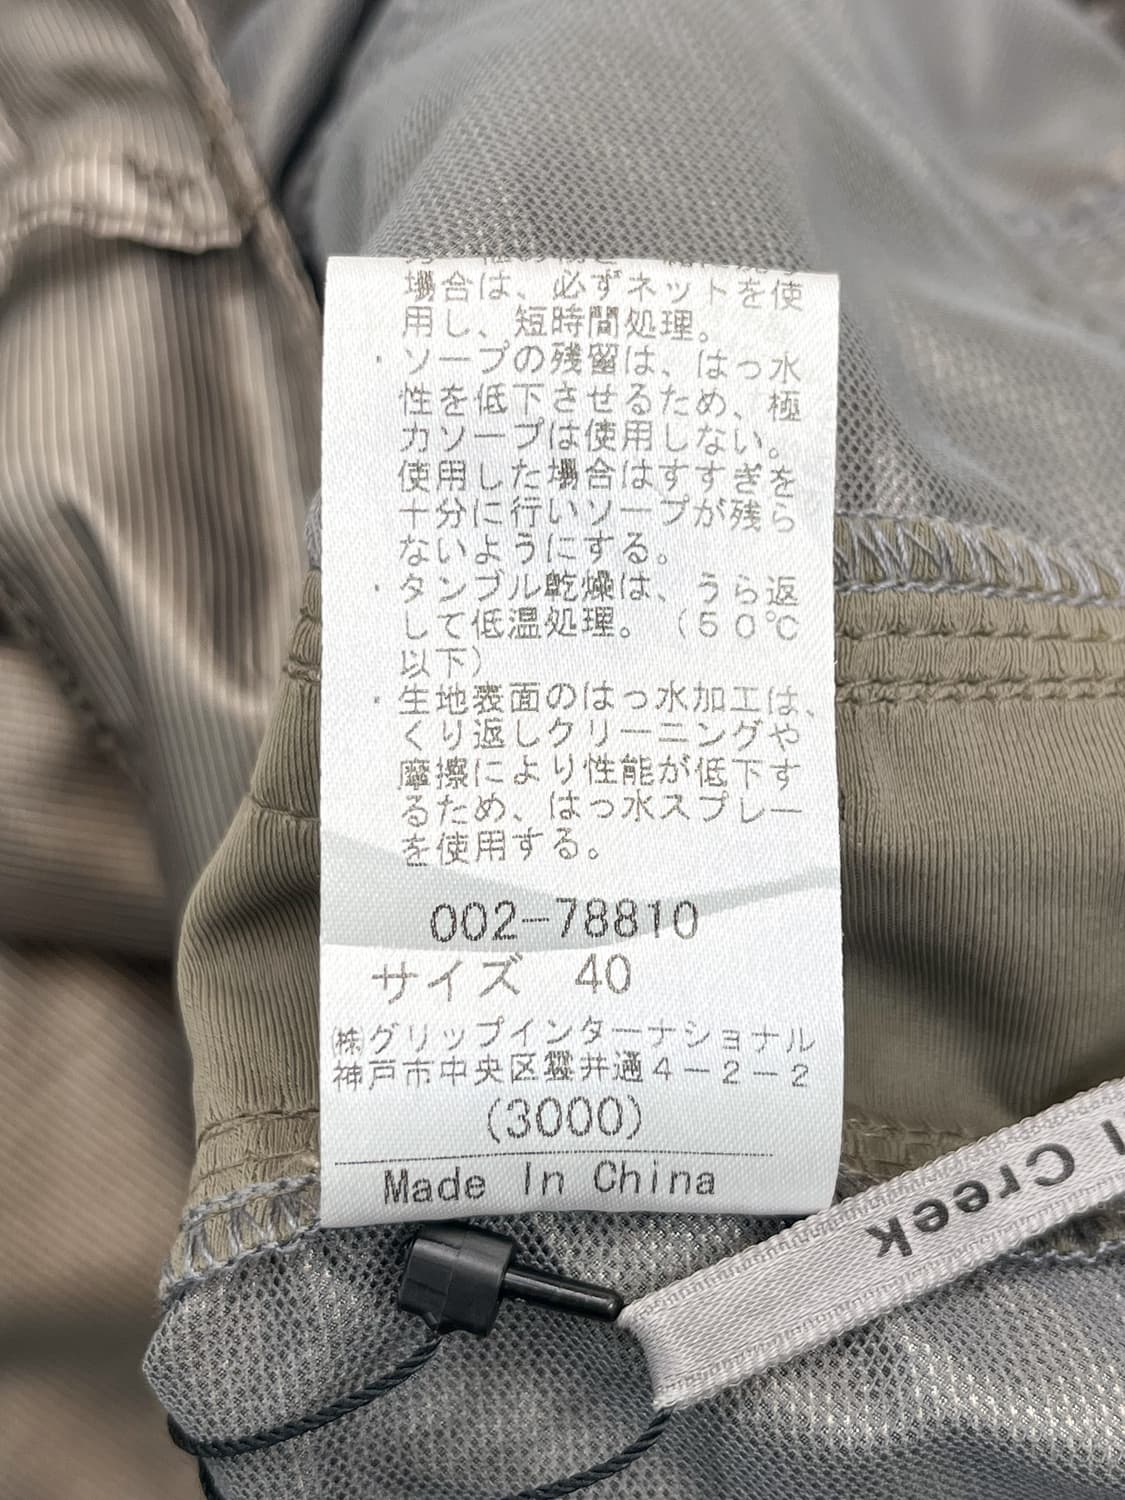 場合は、必ずネットを使
用し、短時間処理。
・ソープの残留は、はっ水
性を低下させるため、極
力ソープは使用しない。
使用した場合はすすぎを
十分に行いソープが残ら
ないようにする。
・タンブル乾燥は、うら返
して低温処理。（５０℃
以下）
・生地表面のはっ水加工は、
くり返しクリーニングや
摩擦により性能が低下す
るため、はっ水スプレー
を使用する。
002-78810
サイズ 40
㈱グリップインターナショナル
神戸市中央区雲井通４－２－２
(3000)
Made In China
Creek